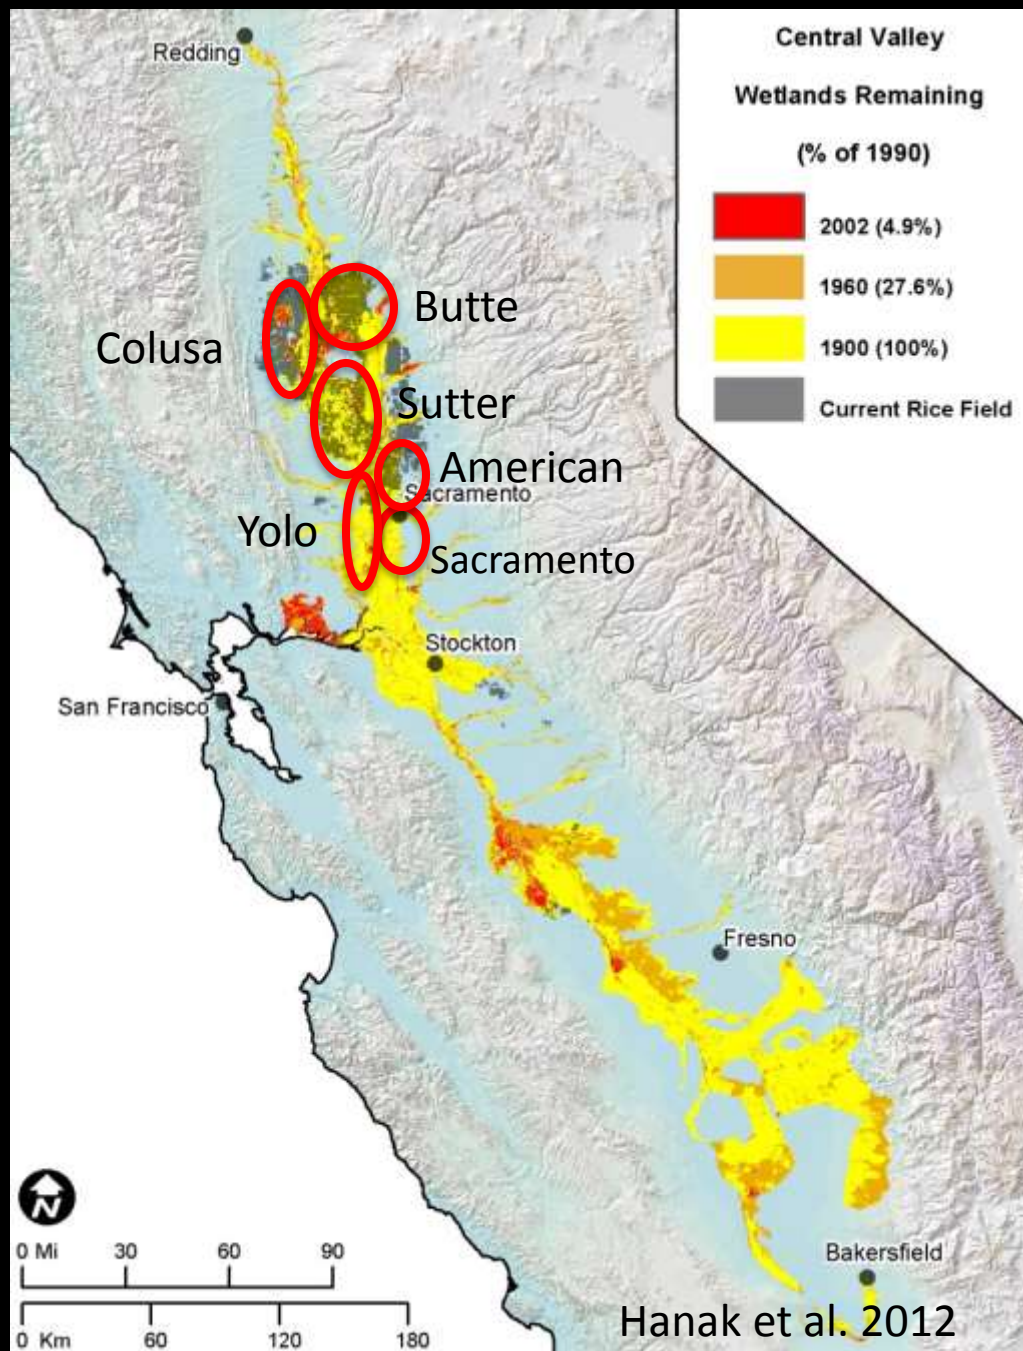 Central Valley
Wetlands Remaining
(% of 1990)
2002 (4.9%)
1960 (27.6%)
1900 (100%)
Current Rice Field
Redding
Butte
Colusa
Sutter
American
Sacramento
Yolo
Sacramento
Stockton
San Francisco
Fresno
Bakersfield
N
0 Mi 30 60 90
0 Km 60 120 180
Hanak et al. 2012